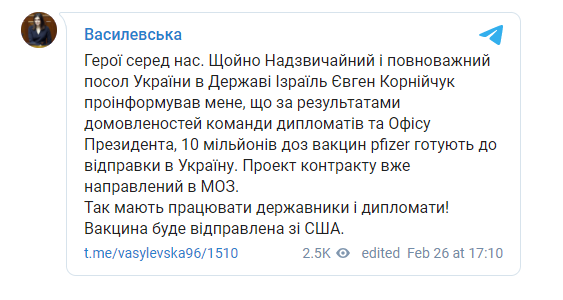 Василевська
Герої серед нас. Щойно Надзвичайний і повноважний
посол України в Державі Ізраїль Євген Корнійчук
проінформував мене, що за результатами
домовленостей команди дипломатів та Офісу
Президента, 10 мільйонів доз вакцин pfizer готують до
відправки в Україну. Проект контракту вже
направлений в МОЗ.
Так мають працювати державники і дипломати!
Вакцина буде відправлена зі США.
t.me/vasylevska96/1510 2.5K edited Feb 26 at 17:10